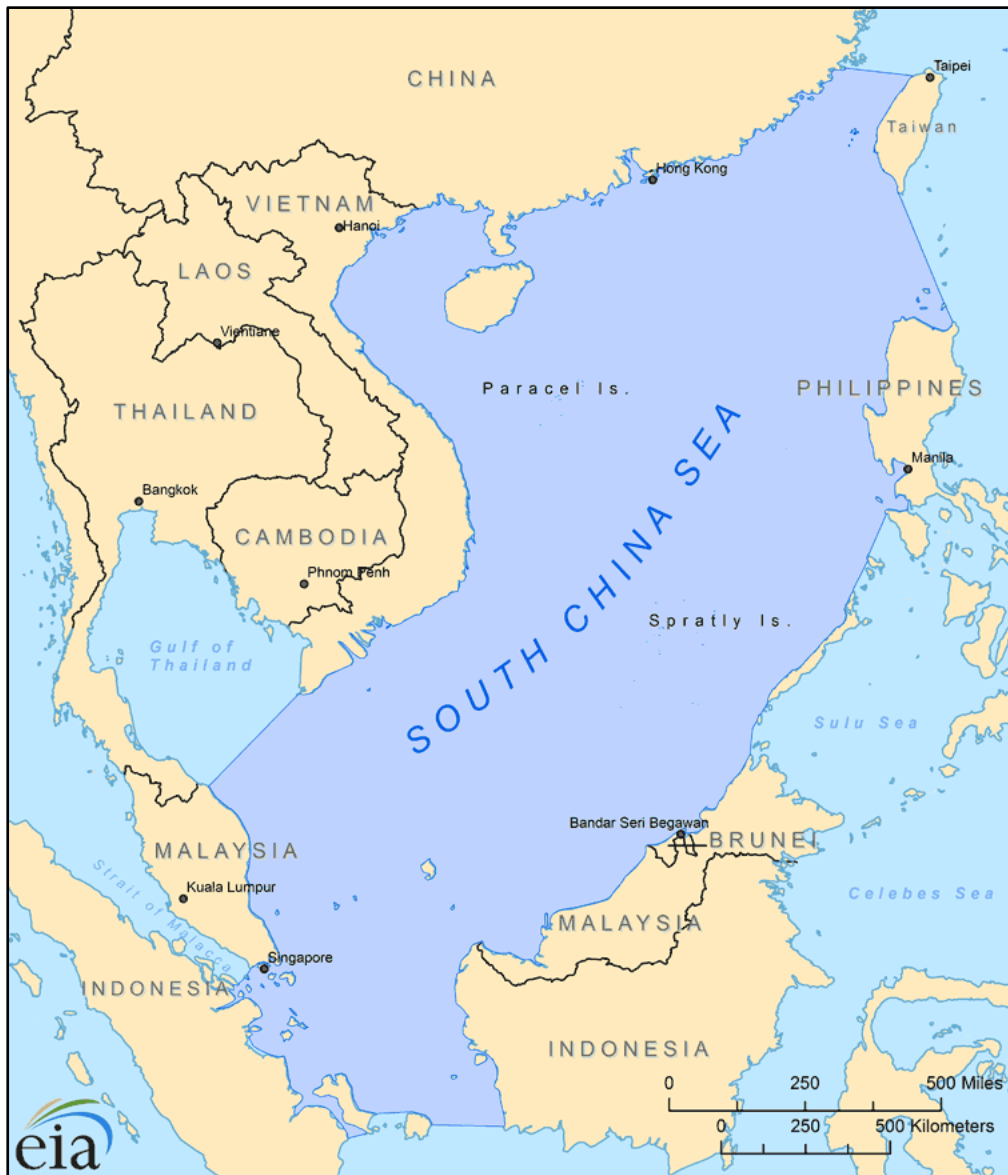 CHINA
Taipei
Taiwan
Hong Kong
VIETNAM
Hanoi
LAOS
Vientiane
Paracel Is.
PHILIPPINES
THAILAND
Manila
Bangkok
CAMBODIA
Phnom Penh
SOUTH CHINA SEA
Spratly Is.
Gulf of
Thailand
Sulu Sea
Bandar Seri Begawan
BRUNEI
MALAYSIA
Kuala Lumpur
Strait of Malacca
Celebes Sea
MALAYSIA
Singapore
INDONESIA
INDONESIA
0 250 500 Miles
0 250 500 Kilometers
eia